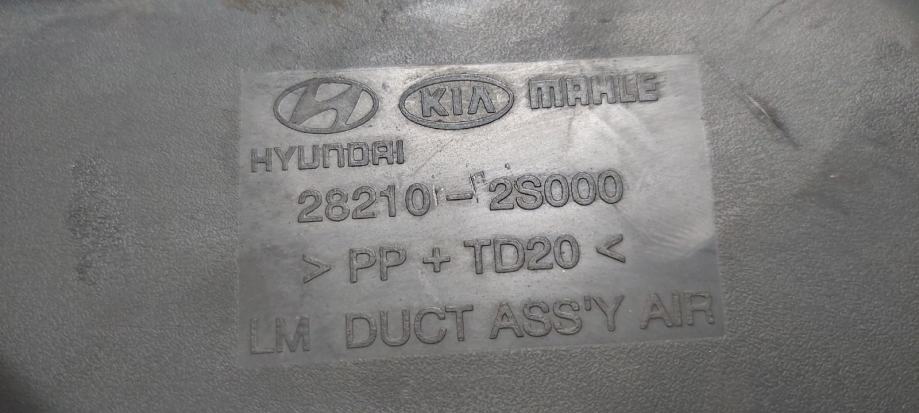 KIA MAHLE
HYUNDAI
28210-2S000
> PP + TD20 <
LM DUCT ASS'Y AIR